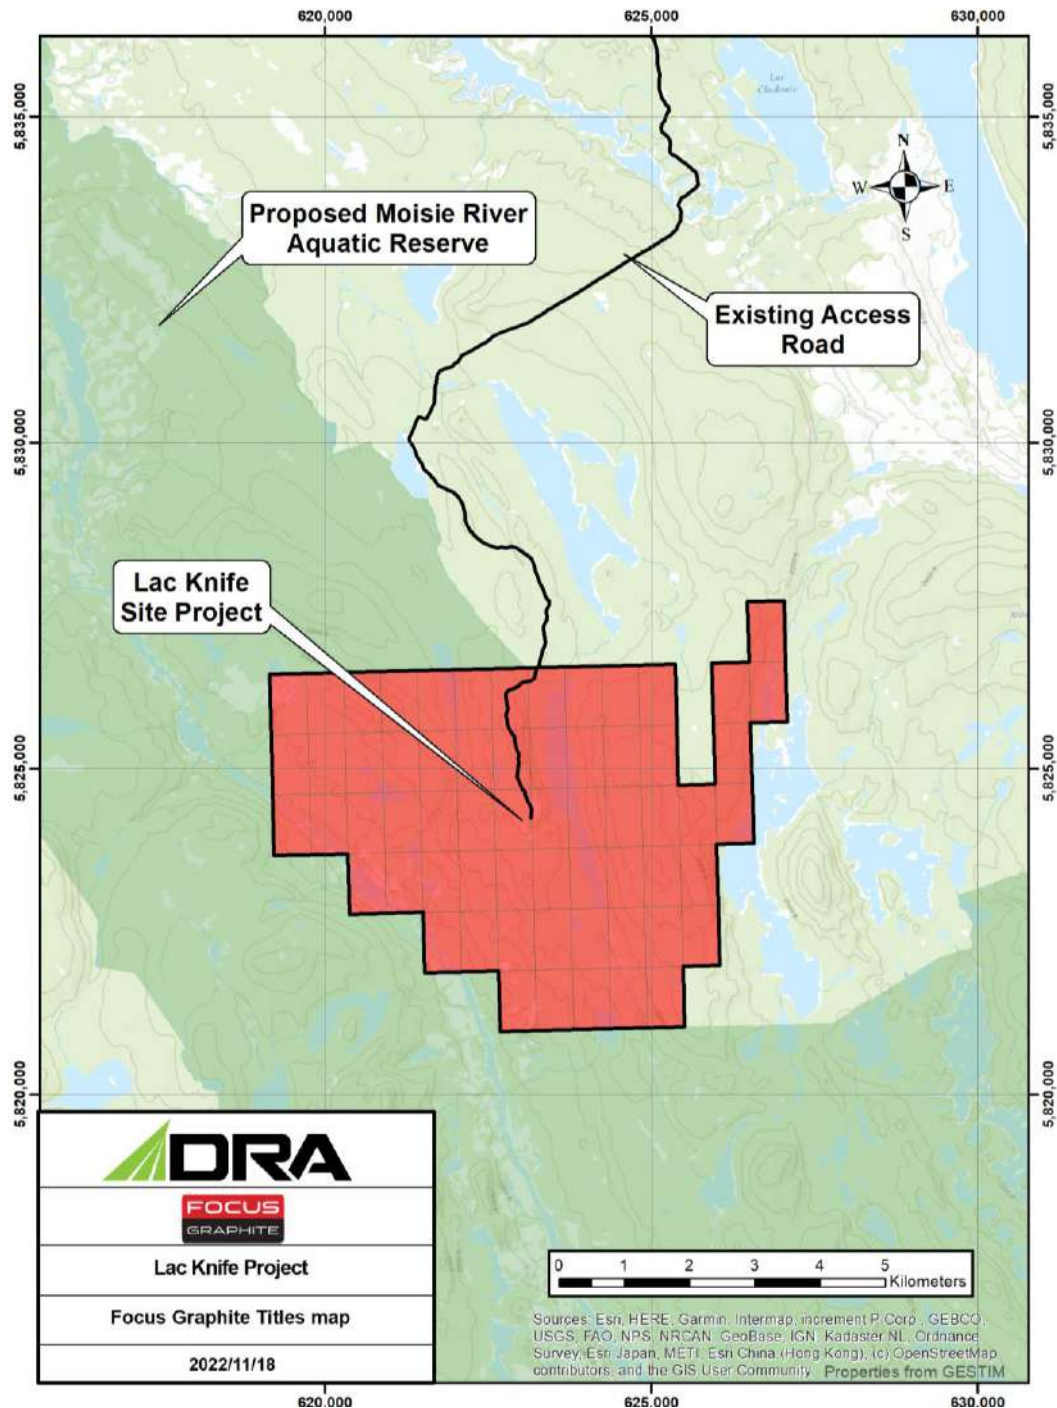 620,000
625,000
630,000
5,835,000
5,835,000
Lac
N
W
E
S
Proposed Moisie River
Aquatic Reserve
Existing Access
Road
5,830,000
5,830,000
Lac Knife
Site Project
5,825,000
5,825,000
5,820,000
5,820,000
DRA
FOCUS
GRAPHITE
Lac Knife Project
Focus Graphite Titles map
2022/11/18
0 1 2 3 4 5
Kilometers
Sources: Esri, HERE, Garmin, Intermap, increment P Corp., GEBCO,
USGS, FAO, NPS, NRCAN, GeoBase, IGN, Kadaster NL, Ordnance
Survey, Esri Japan, METI, Esri China (Hong Kong), (c) OpenStreetMap
contributors, and the GIS User Community
Properties from GESTIM
620,000
625,000
630,000